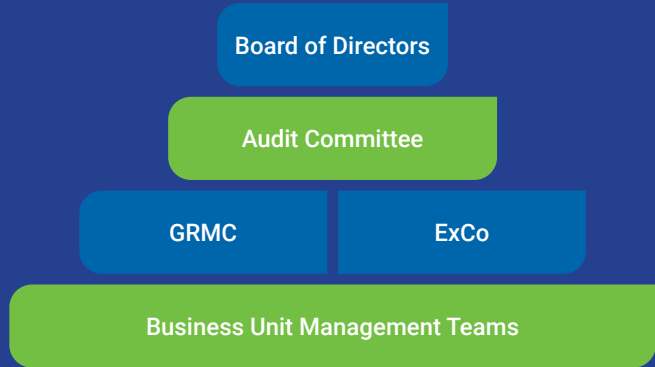 Board of Directors
Audit Committee
GRMC
ExCo
Business Unit Management Teams